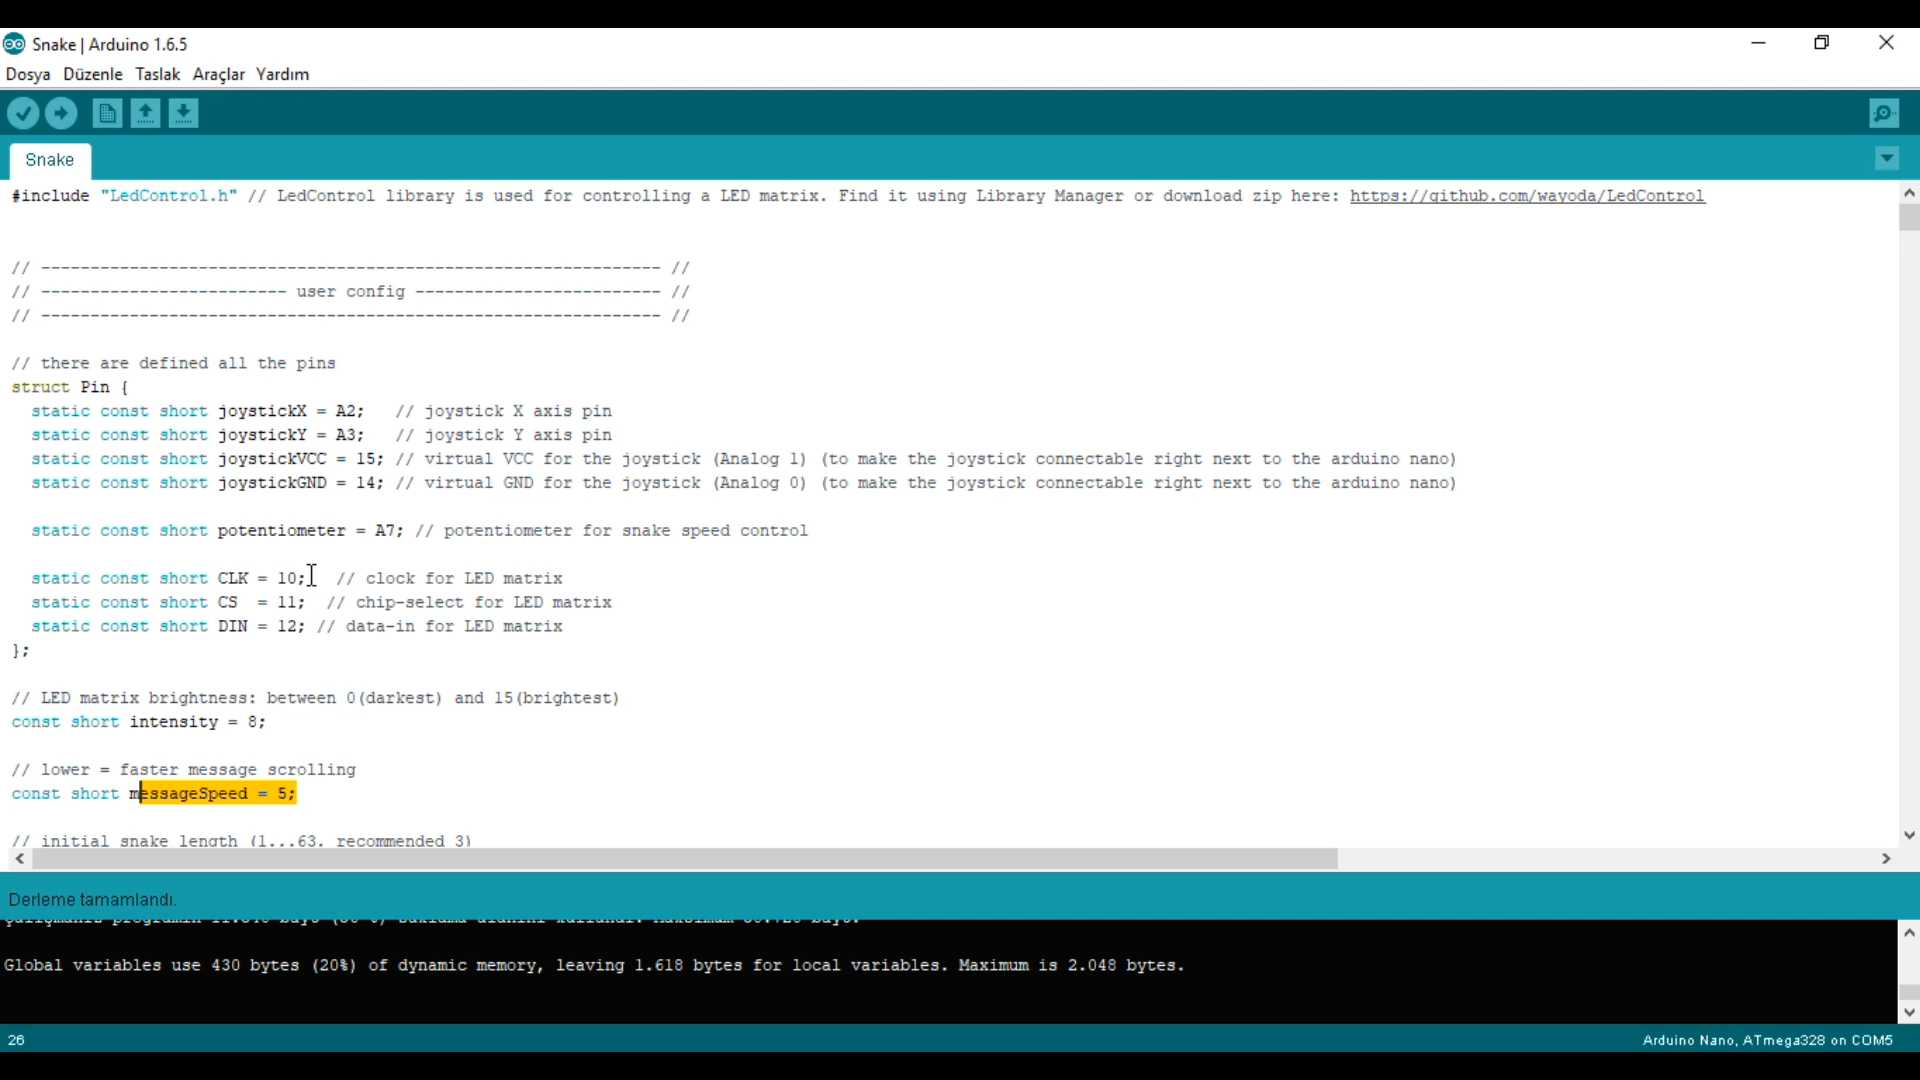 Snake | Arduino 1.6.5
Dosya Düzenle Taslak Araçlar Yardım
Snake
#include "LedControl.h" // LedControl library is used for controlling a LED matrix. Find it using Library Manager or download zip here: https://github.com/wayoda/LedControl
// --------------------------------------------------------------- //
// ------------------------- user config ------------------------- //
// --------------------------------------------------------------- //
// there are defined all the pins
struct Pin {
static const short joystickX = A2; // joystick X axis pin
static const short joystickY = A3; // joystick Y axis pin
static const short joystickVCC = 15; // virtual VCC for the joystick (Analog 1) (to make the joystick connectable right next to the arduino nano)
static const short joystickGND = 14; // virtual GND for the joystick (Analog 0) (to make the joystick connectable right next to the arduino nano)
static const short potentiometer = A7; // potentiometer for snake speed control
static const short CLK = 10; // clock for LED matrix
static const short CS = 11; // chip-select for LED matrix
static const short DIN = 12; // data-in for LED matrix
};
// LED matrix brightness: between 0(darkest) and 15(brightest)
const short intensity = 8;
// lower = faster message scrolling
const short messageSpeed = 5;
// initial snake length (1...63, recommended 3)
Derleme tamamlandı.
Global variables use 430 bytes (20%) of dynamic memory, leaving 1.618 bytes for local variables. Maximum is 2.048 bytes.
26
Arduino Nano, ATmega328 on COM5